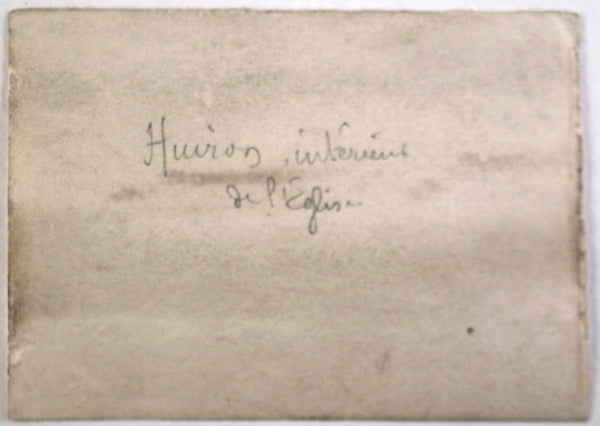 Huiron, intérieur
de l'Église